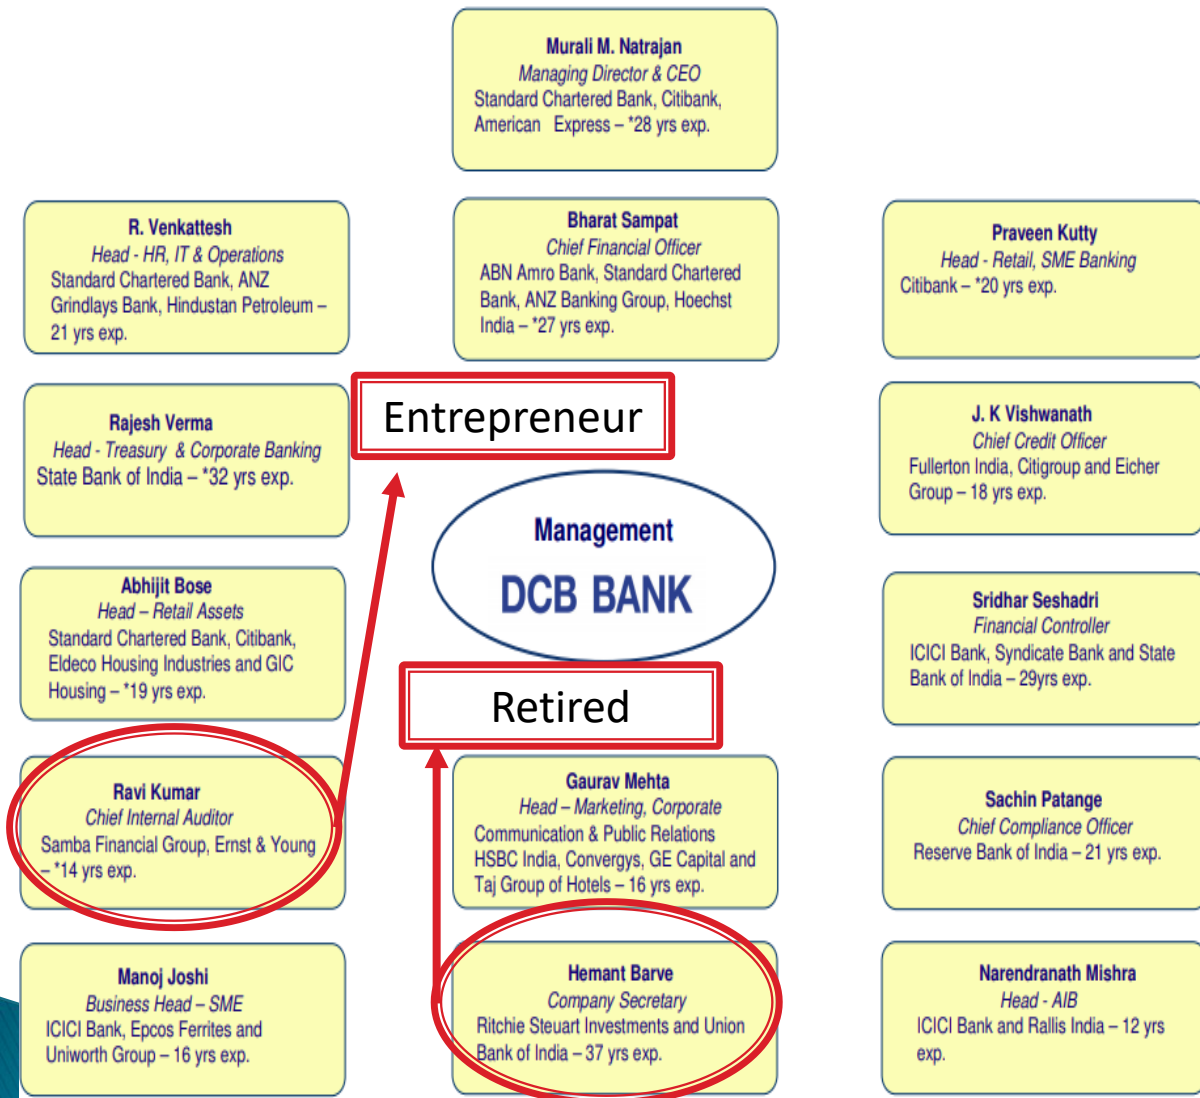 Murali M. Natrajan
Managing Director & CEO
Standard Chartered Bank, Citibank,
American Express – *28 yrs exp.
R. Venkattesh
Head - HR, IT & Operations
Standard Chartered Bank, ANZ
Grindlays Bank, Hindustan Petroleum –
21 yrs exp.
Bharat Sampat
Chief Financial Officer
ABN Amro Bank, Standard Chartered
Bank, ANZ Banking Group, Hoechst
India – *27 yrs exp.
Praveen Kutty
Head - Retail, SME Banking
Citibank – *20 yrs exp.
Rajesh Verma
Head - Treasury & Corporate Banking
State Bank of India – *32 yrs exp.
Entrepreneur
J. K Vishwanath
Chief Credit Officer
Fullerton India, Citigroup and Eicher
Group – 18 yrs exp.
Management
DCB BANK
Abhijit Bose
Head – Retail Assets
Standard Chartered Bank, Citibank,
Eldeco Housing Industries and GIC
Housing – *19 yrs exp.
Sridhar Seshadri
Financial Controller
ICICI Bank, Syndicate Bank and State
Bank of India – 29yrs exp.
Retired
Ravi Kumar
Chief Internal Auditor
Samba Financial Group, Ernst & Young
– *14 yrs exp.
Gaurav Mehta
Head – Marketing, Corporate
Communication & Public Relations
HSBC India, Convergys, GE Capital and
Taj Group of Hotels – 16 yrs exp.
Sachin Patange
Chief Compliance Officer
Reserve Bank of India – 21 yrs exp.
Manoj Joshi
Business Head – SME
ICICI Bank, Epcos Ferrites and
Uniworth Group – 16 yrs exp.
Hemant Barve
Company Secretary
Ritchie Steuart Investments and Union
Bank of India – 37 yrs exp.
Narendranath Mishra
Head - AIB
ICICI Bank and Rallis India – 12 yrs
exp.